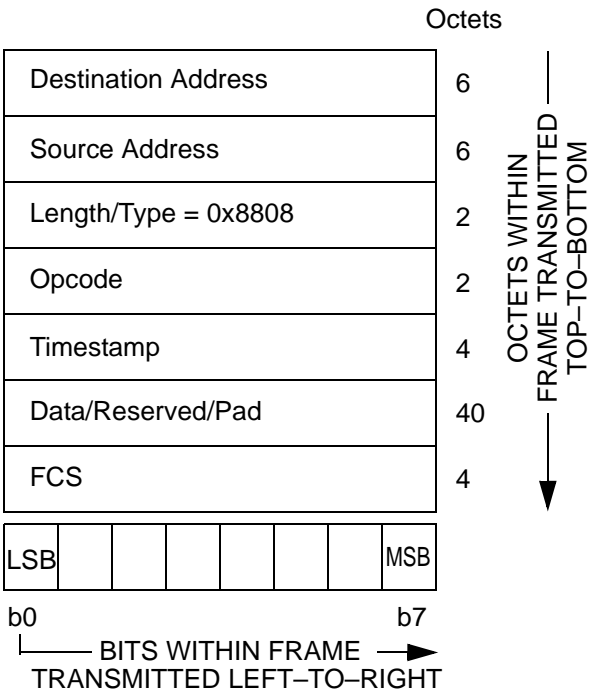 Octets
Destination Address 6
Source Address 6
Length/Type = 0x8808 2
Opcode 2
Timestamp 4
Data/Reserved/Pad 40
FCS 4
OCTETS WITHIN
FRAME TRANSMITTED
TOP–TO–BOTTOM
LSB MSB
b0 b7
BITS WITHIN FRAME
TRANSMITTED LEFT–TO–RIGHT